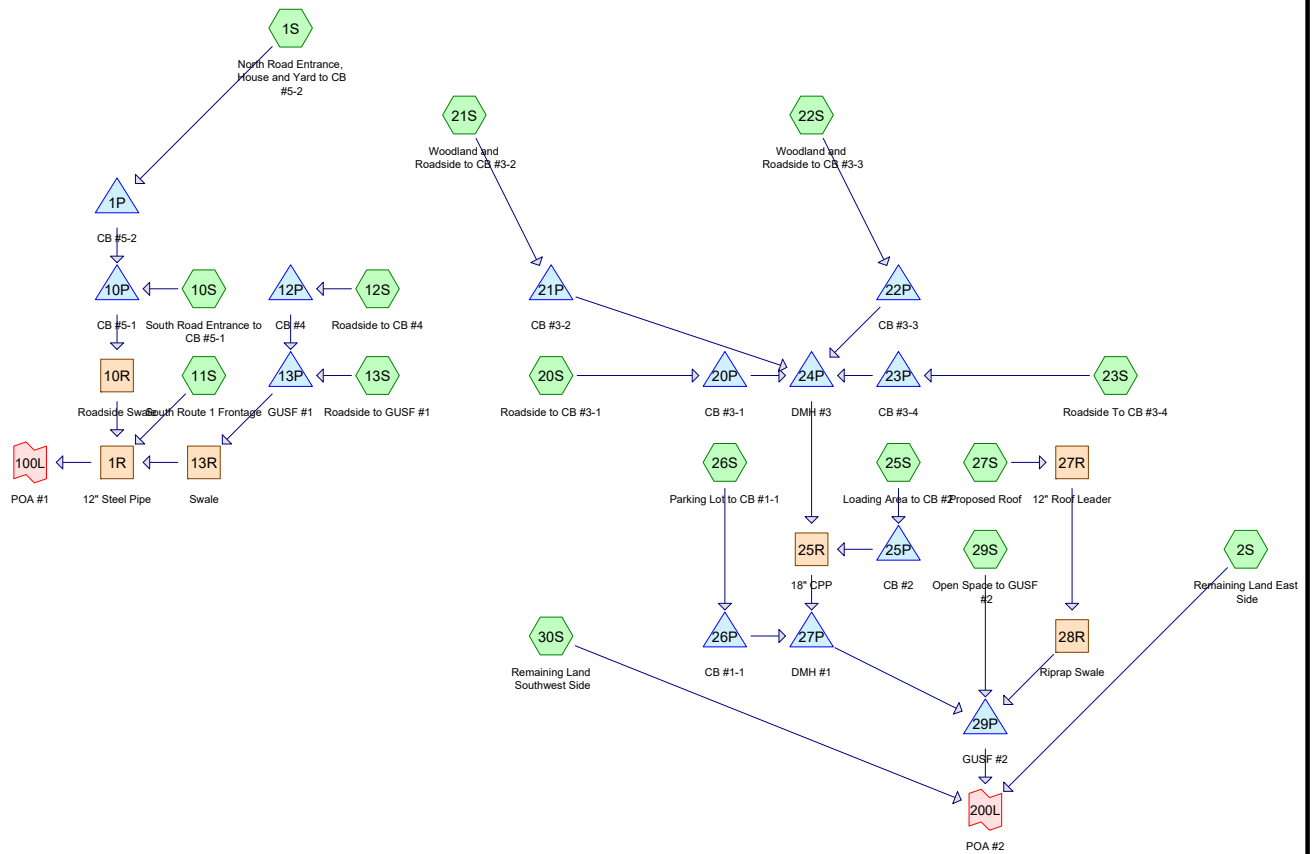 1S
North Road Entrance,
House and Yard to CB
#5-2
21S
Woodland and
Roadside to CB #3-2
22S
Woodland and
Roadside to CB #3-3
1P
CB #5-2
10P
CB #5-1
10S
South Road Entrance to
CB #5-1
12P
CB #4
12S
Roadside to CB #4
21P
CB #3-2
22P
CB #3-3
10R
Roadside Swale
11S
South Route 1 Frontage
13P
GUSF #1
13S
Roadside to GUSF #1
20S
Roadside to CB #3-1
20P
CB #3-1
24P
DMH #3
23P
CB #3-4
23S
Roadside To CB #3-4
100L
POA #1
1R
12" Steel Pipe
13R
Swale
26S
Parking Lot to CB #1-1
25S
Loading Area to CB #2
27S
Proposed Roof
27R
12" Roof Leader
25R
18" CPP
25P
CB #2
29S
Open Space to GUSF
#2
2S
Remaining Land East
Side
30S
Remaining Land
Southwest Side
26P
CB #1-1
27P
DMH #1
28R
Riprap Swale
29P
GUSF #2
200L
POA #2